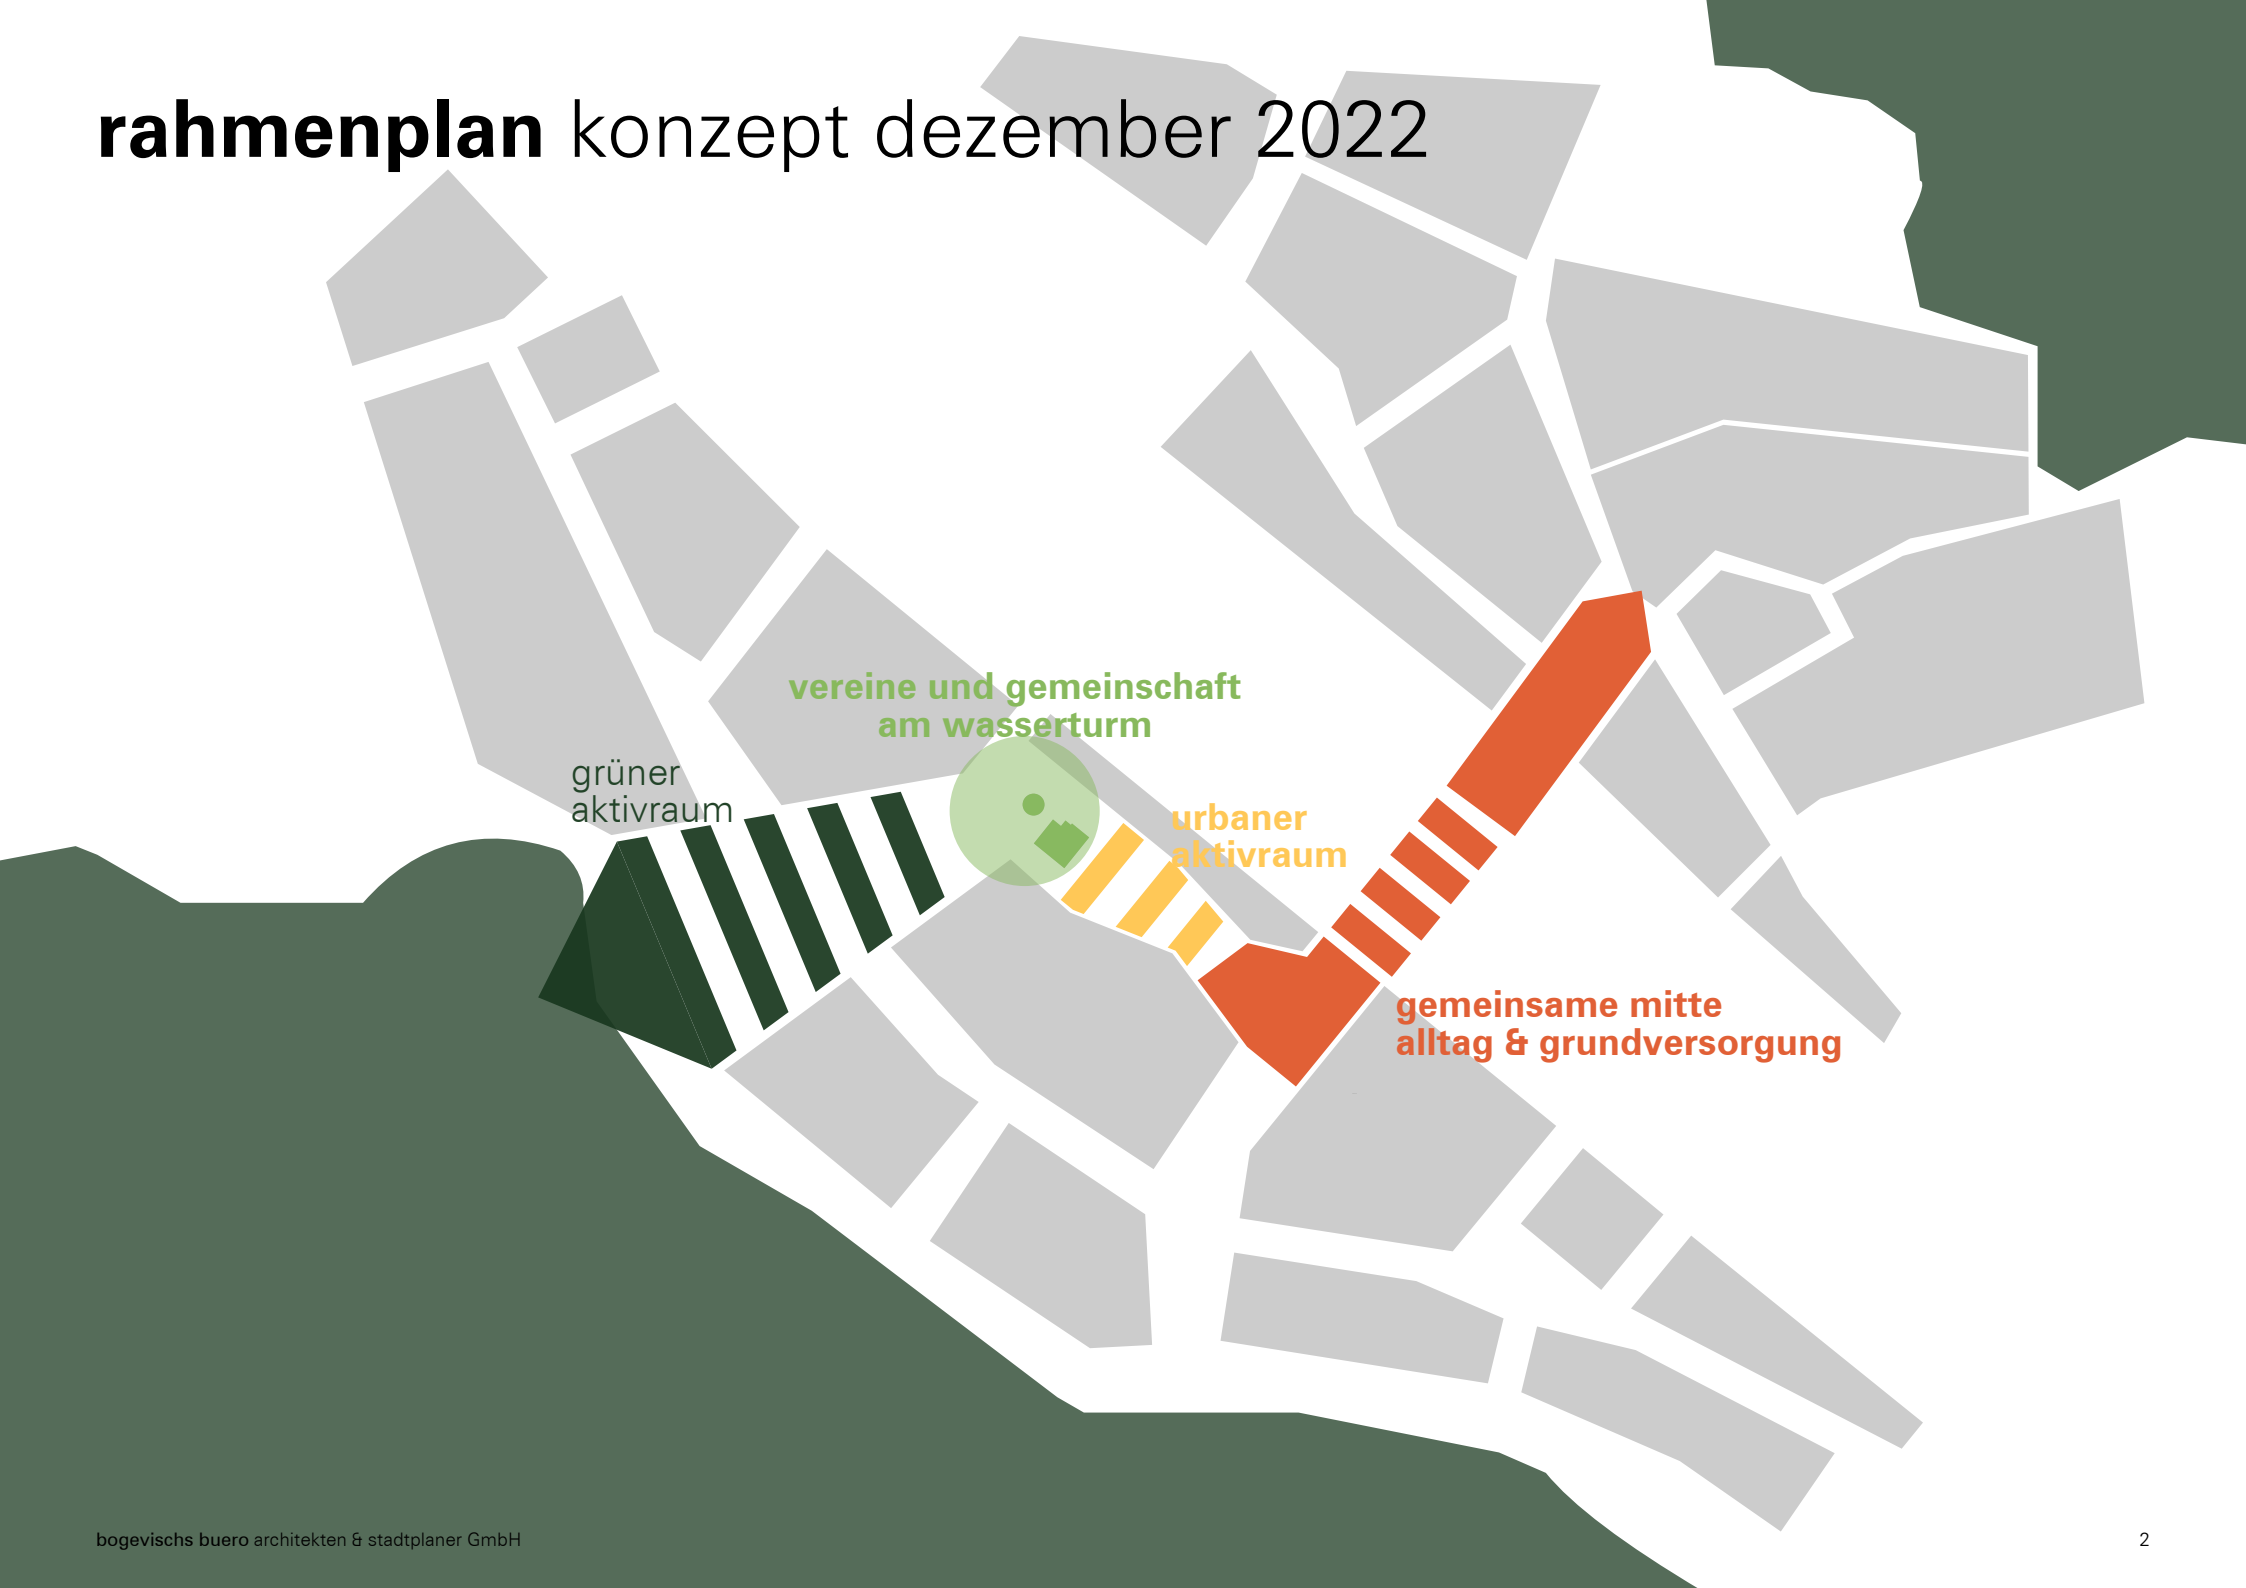 rahmenplan konzept dezember 2022
vereine und gemeinschaft
am wasserturm
grüner
aktivraum
urbaner
aktivraum
gemeinsame mitte
alltag & grundversorgung
bogevischs buero architekten & stadtplaner GmbH
2